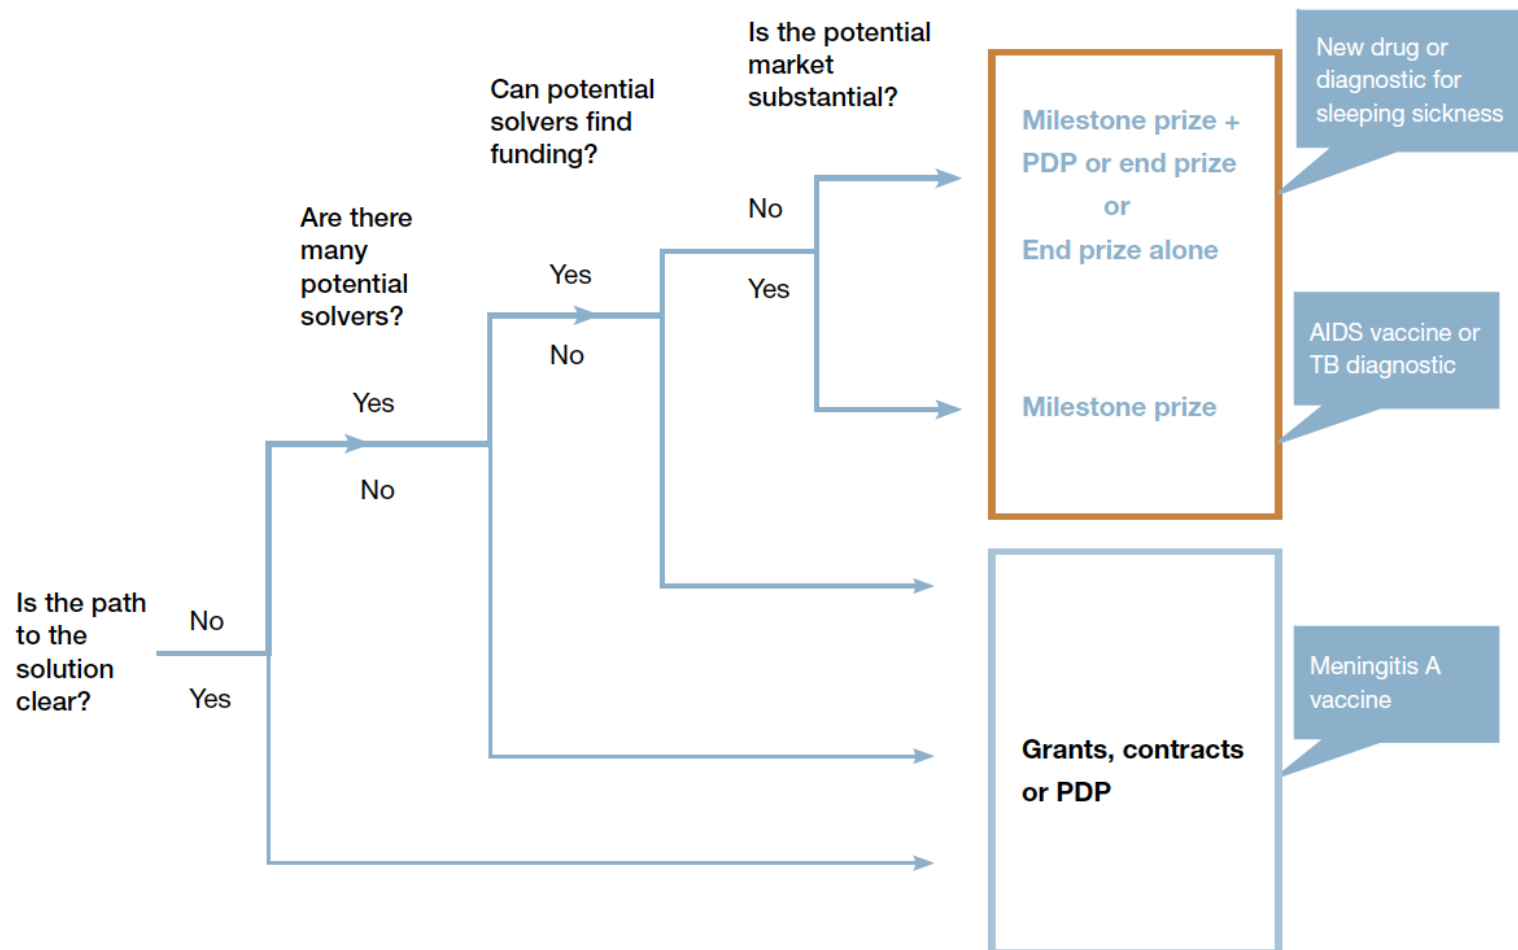 Is the path
to the
solution
clear?
No
Yes
Are there
many
potential
solvers?
Yes
No
Can potential
solvers find
funding?
Yes
No
Is the potential
market
substantial?
No
Yes
Milestone prize +
PDP or end prize
or
End prize alone
Milestone prize
New drug or
diagnostic for
sleeping sickness
AIDS vaccine or
TB diagnostic
Grants, contracts
or PDP
Meningitis A
vaccine